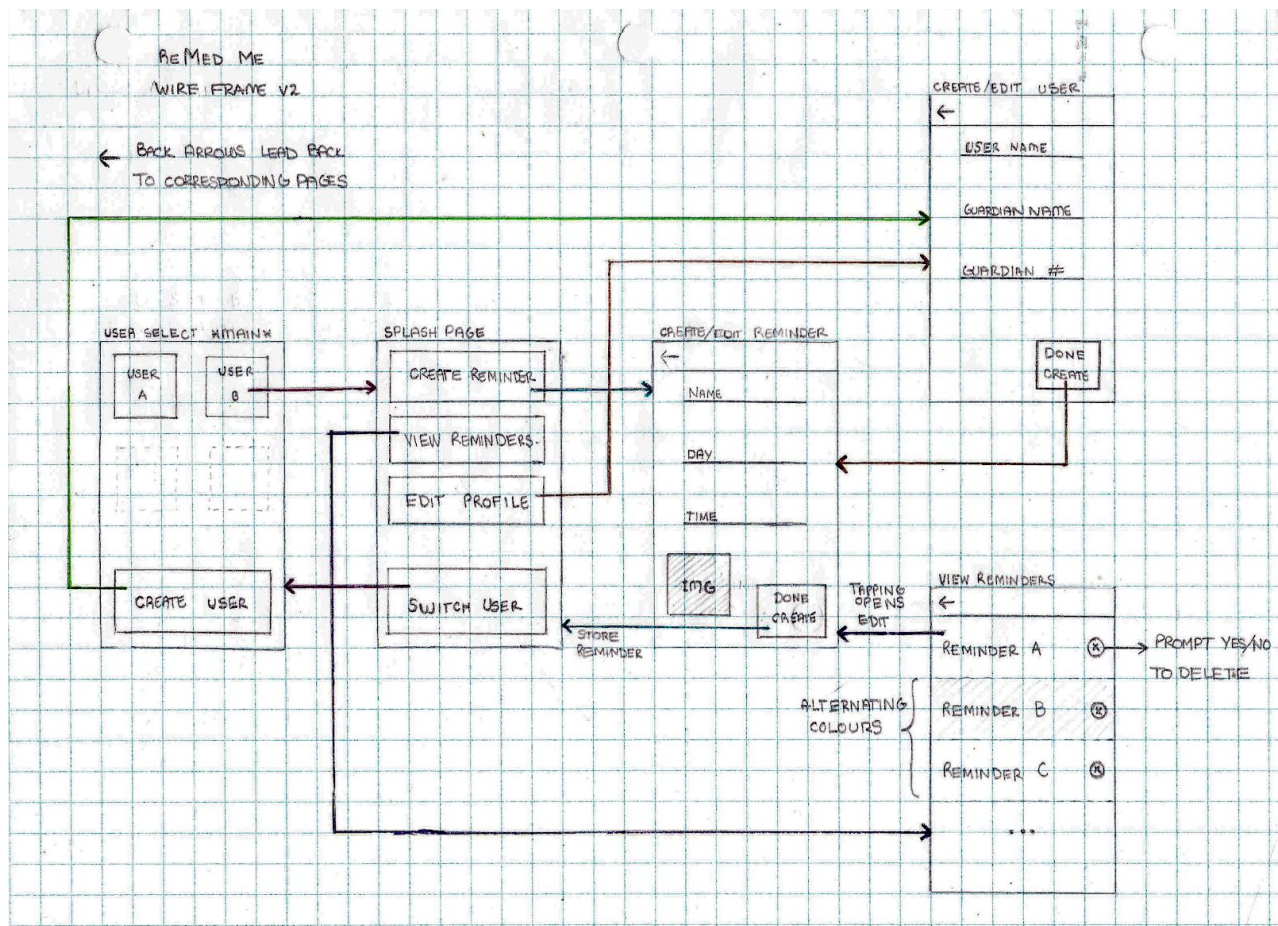 REMED ME
WIRE FRAME V2
← BACK ARROWS LEAD BACK
TO CORRESPONDING PAGES
CREATE/EDIT USER
←
USER NAME
GUARDIAN NAME
GUARDIAN #
DONE
CREATE
USER SELECT *MAIN*
USER
A
USER
B
CREATE USER
SPLASH PAGE
CREATE REMINDER
VIEW REMINDERS.
EDIT PROFILE
SWITCH USER
CREATE/EDIT REMINDER
←
NAME
DAY
TIME
IMG
DONE
CREATE
STORE
REMINDER
TAPPING
OPENS
EDIT
VIEW REMINDERS
←
REMINDER A ⓧ
PROMPT YES/NO
TO DELETE
ALTERNATING
COLOURS
REMINDER B ⓧ
REMINDER C ⓧ
...